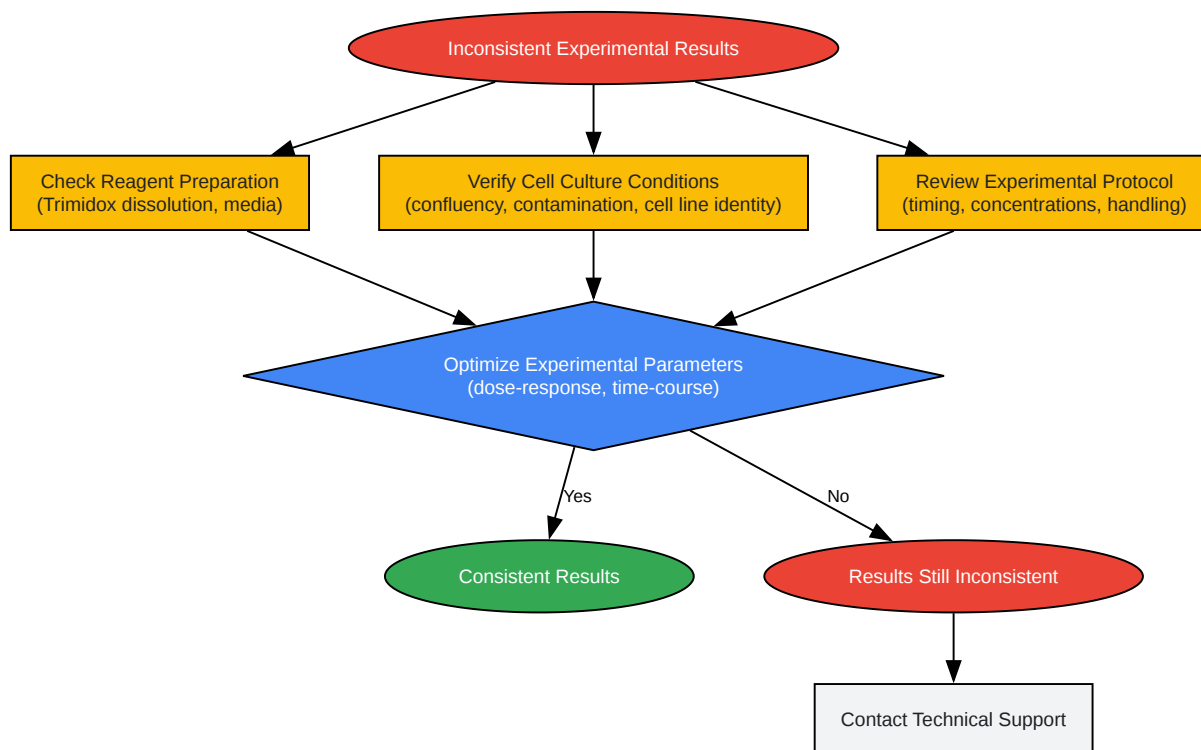 Inconsistent Experimental Results
Check Reagent Preparation
(Trimidox dissolution, media)
Verify Cell Culture Conditions
(confluency, contamination, cell line identity)
Review Experimental Protocol
(timing, concentrations, handling)
Optimize Experimental Parameters
(dose-response, time-course)
Yes
No
Consistent Results
Results Still Inconsistent
Contact Technical Support